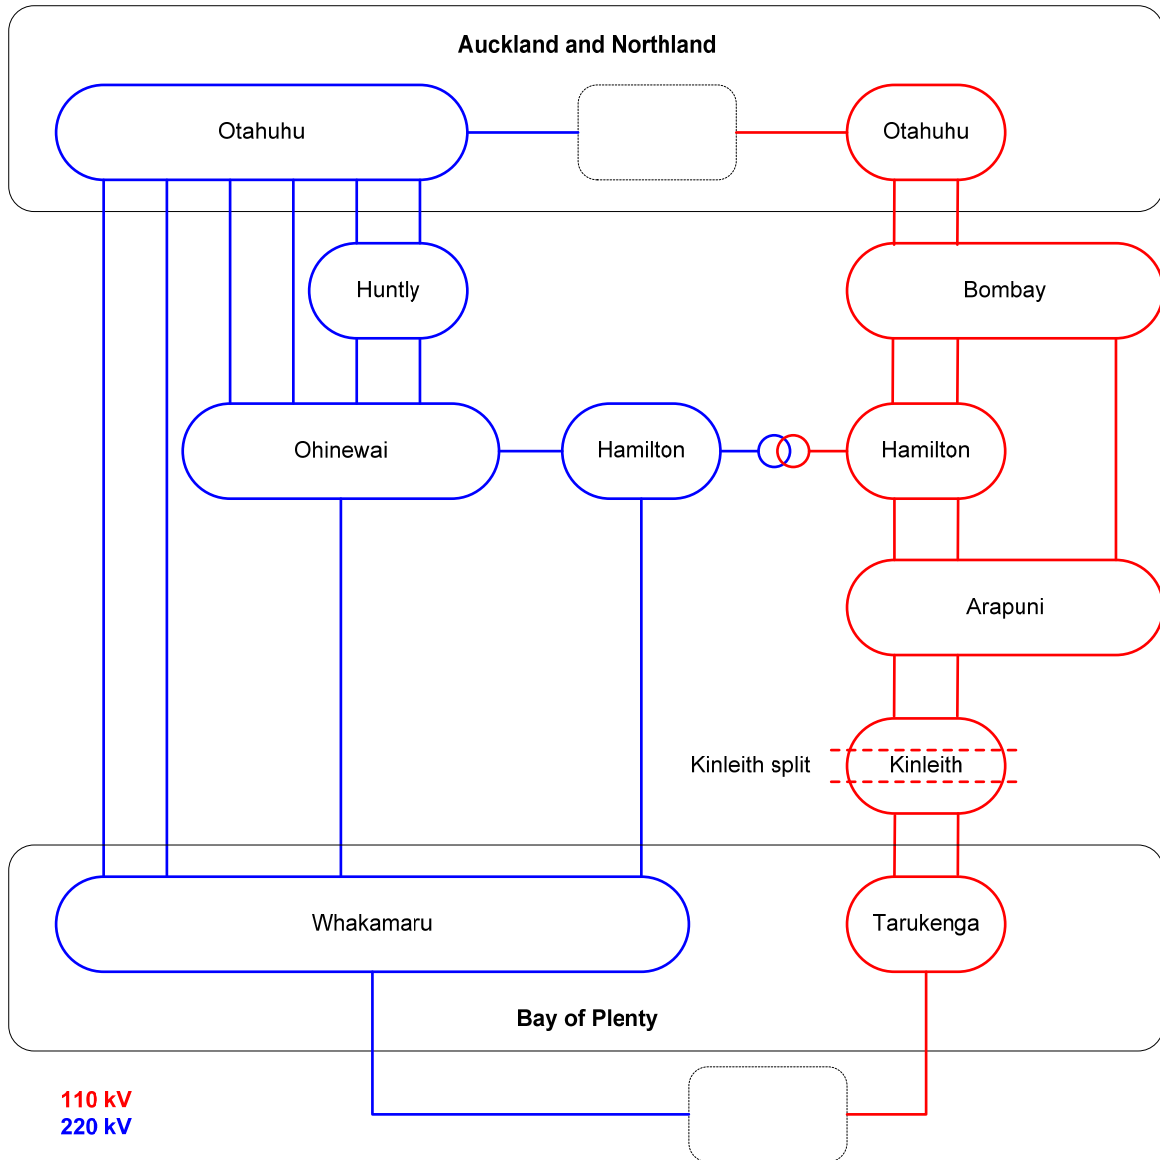 Auckland and Northland
Otahuhu
Otahuhu
Huntly
Bombay
Ohinewai
Hamilton
Hamilton
Arapuni
Kinleith split
Kinleith
Whakamaru
Tarukenga
Bay of Plenty
110 kV
220 kV